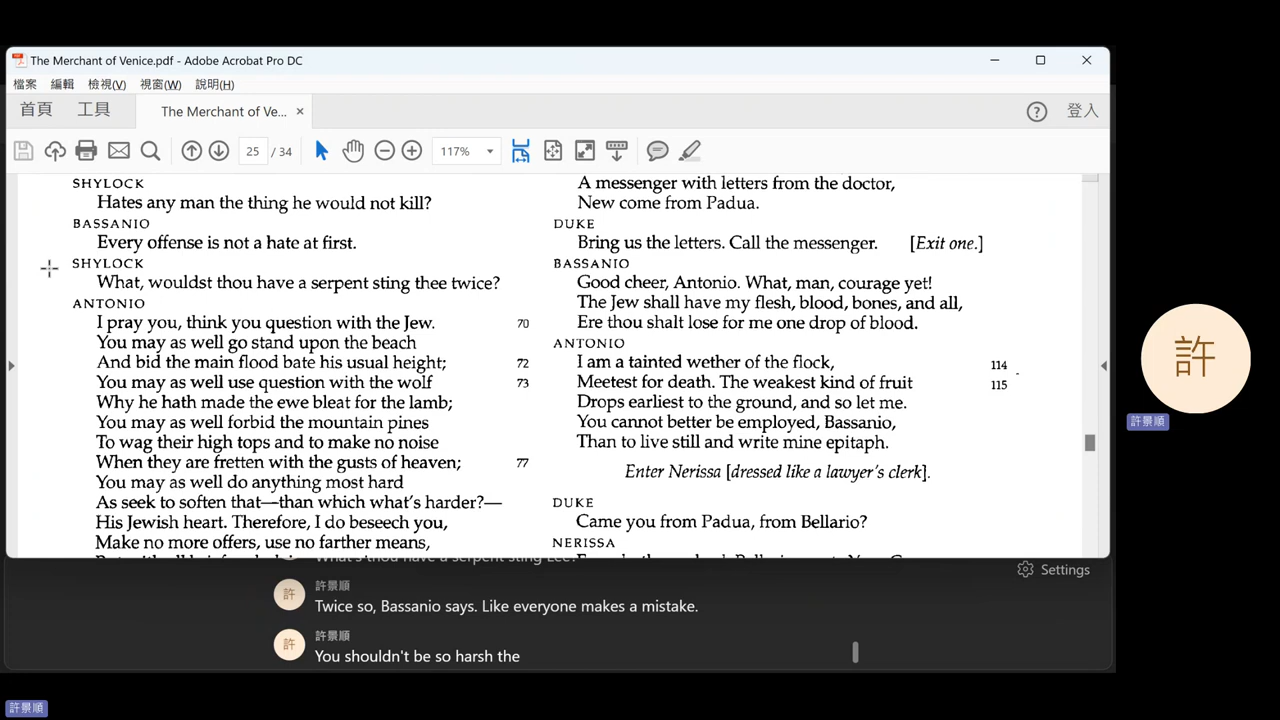 The Merchant of Venice.pdf - Adobe Acrobat Pro DC
檔案 編輯 檢視(V) 視窗(W) 說明(H)
首頁 工具 The Merchant of Ve... ×
登入
25 / 34 117%
SHYLOCK
Hates any man the thing he would not kill?
BASSANIO
Every offense is not a hate at first.
SHYLOCK
What, wouldst thou have a serpent sting thee twice?
ANTONIO
I pray you, think you question with the Jew. 70
You may as well go stand upon the beach
And bid the main flood bate his usual height; 72
You may as well use question with the wolf 73
Why he hath made the ewe bleat for the lamb;
You may as well forbid the mountain pines
To wag their high tops and to make no noise
When they are fretten with the gusts of heaven; 77
You may as well do anything most hard
As seek to soften that—than which what's harder?—
His Jewish heart. Therefore, I do beseech you,
Make no more offers, use no farther means,
A messenger with letters from the doctor,
New come from Padua.
DUKE
Bring us the letters. Call the messenger. [Exit one.]
BASSANIO
Good cheer, Antonio. What, man, courage yet!
The Jew shall have my flesh, blood, bones, and all,
Ere thou shalt lose for me one drop of blood.
ANTONIO
I am a tainted wether of the flock, 114
Meetest for death. The weakest kind of fruit 115
Drops earliest to the ground, and so let me.
You cannot better be employed, Bassanio,
Than to live still and write mine epitaph.
Enter Nerissa [dressed like a lawyer's clerk].
DUKE
Came you from Padua, from Bellario?
NERISSA
Settings
許
許景順
Twice so, Bassanio says. Like everyone makes a mistake.
許
許景順
You shouldn't be so harsh the
許
許景順
許景順